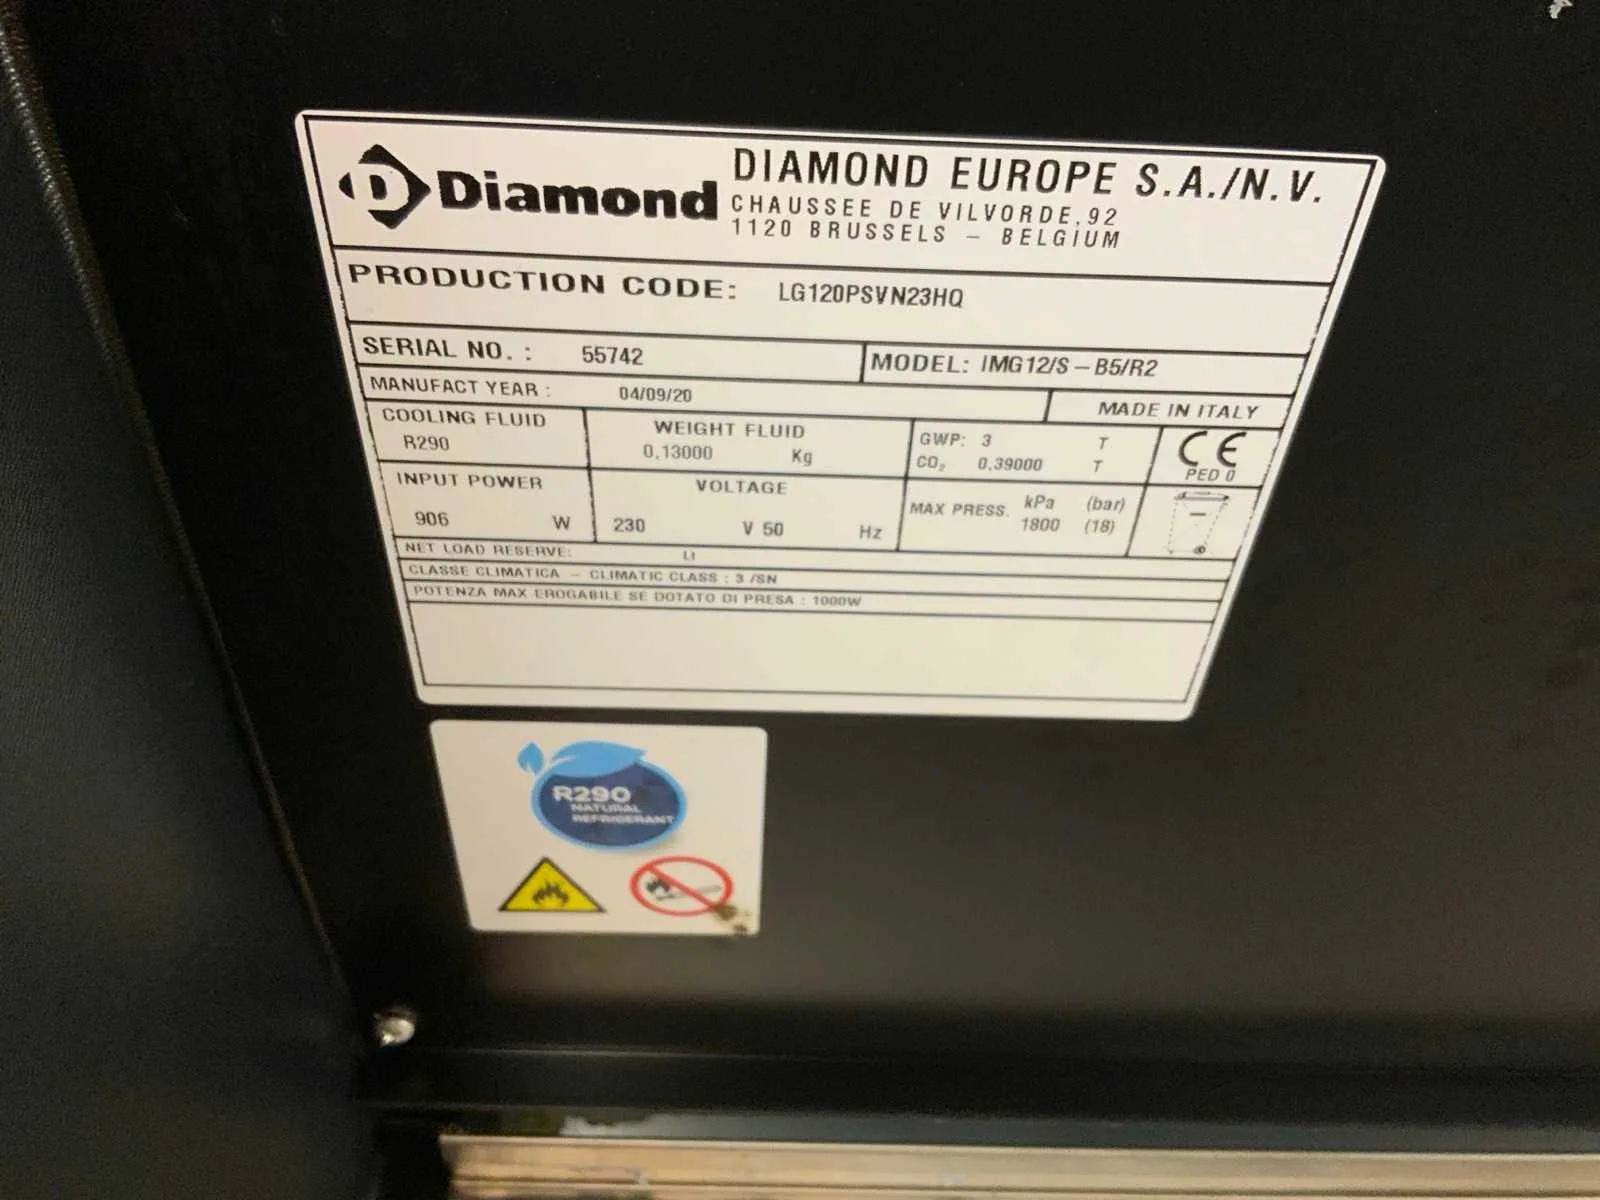 Diamond
DIAMOND EUROPE S.A./N.V.
CHAUSSEE DE VILVORDE,92
1120 BRUSSELS – BELGIUM
PRODUCTION CODE: LG120PSVN23HQ
SERIAL NO. : 55742
MODEL: IMG12/S – B5/R2
MANUFACT YEAR : 04/09/20
MADE IN ITALY
COOLING FLUID
R290
WEIGHT FLUID
0,13000 Kg
GWP: 3 T
CO₂ 0,39000 T
CE
PED 0
INPUT POWER
906 W
VOLTAGE
230 V 50 Hz
MAX PRESS. kPa (bar)
1800 (18)
NET LOAD RESERVE: LI
CLASSE CLIMATICA – CLIMATIC CLASS : 3 /SN
POTENZA MAX EROGABILE SE DOTATO DI PRESA : 1000W
R290
NATURAL
REFRIGERANT